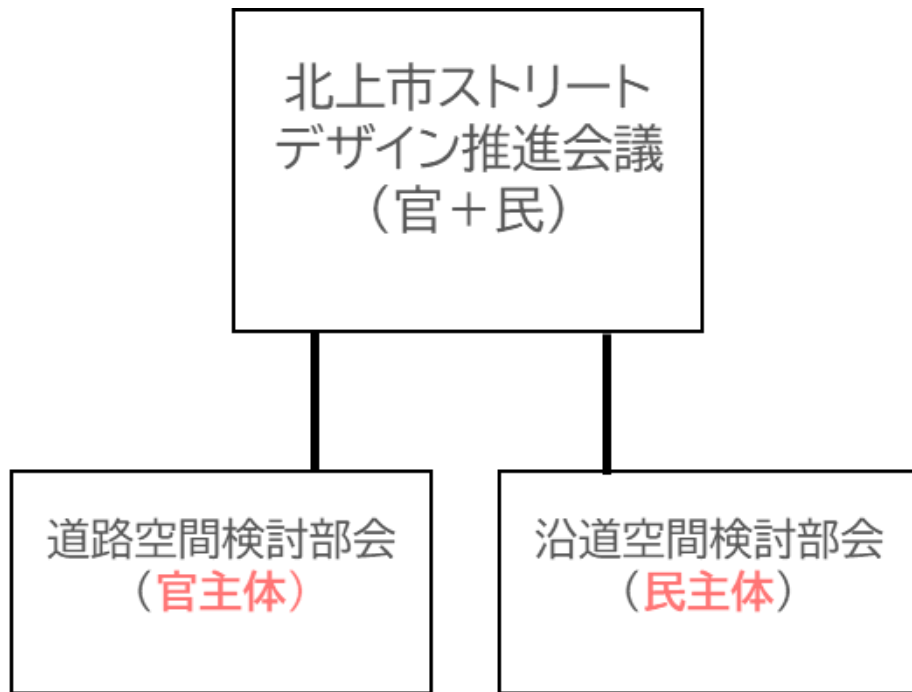 北上市ストリート
デザイン推進会議
（官＋民）
道路空間検討部会
（官主体）
沿道空間検討部会
（民主体）